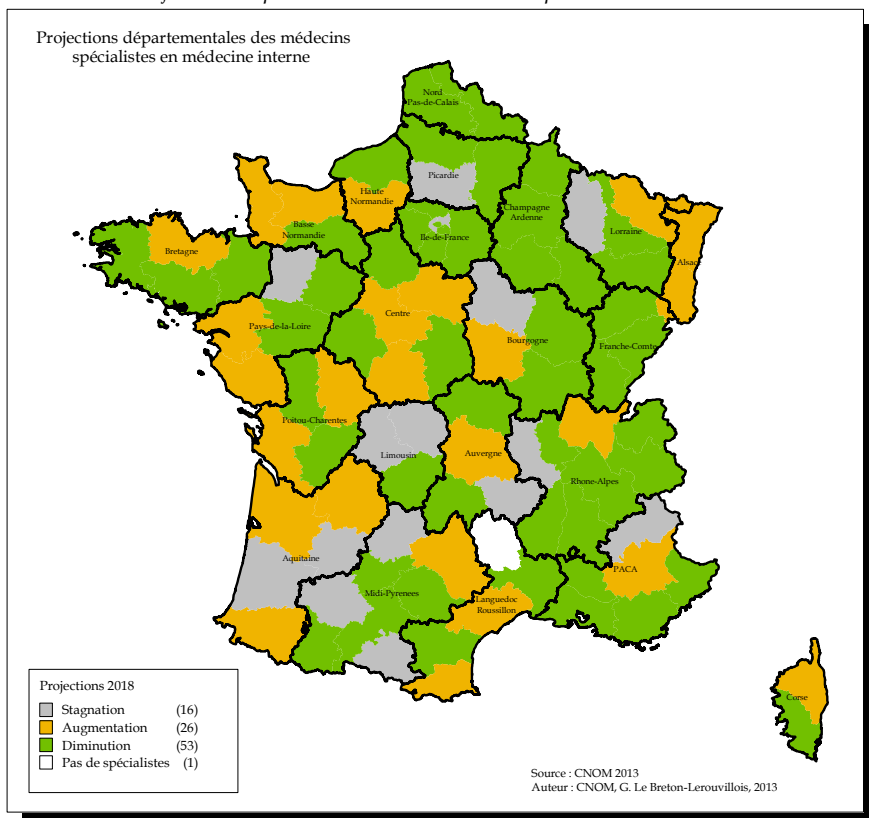 Projections départementales des médecins
spécialistes en médecine interne
Nord
Pas-de-Calais
Picardie
Haute
Normandie
Champagne
Ardenne
Basse
Normandie
Ile-de-France
Lorraine
Bretagne
Alsace
Centre
Pays-de-la-Loire
Bourgogne
Franche-Comte
Poitou-Charentes
Limousin
Auvergne
Rhone-Alpes
Aquitaine
PACA
Midi-Pyrenees
Languedoc
Roussillon
Corse
Projections 2018
Stagnation (16)
Augmentation (26)
Diminution (53)
Pas de spécialistes (1)
Source : CNOM 2013
Auteur : CNOM, G. Le Breton-Lerouvillois, 2013